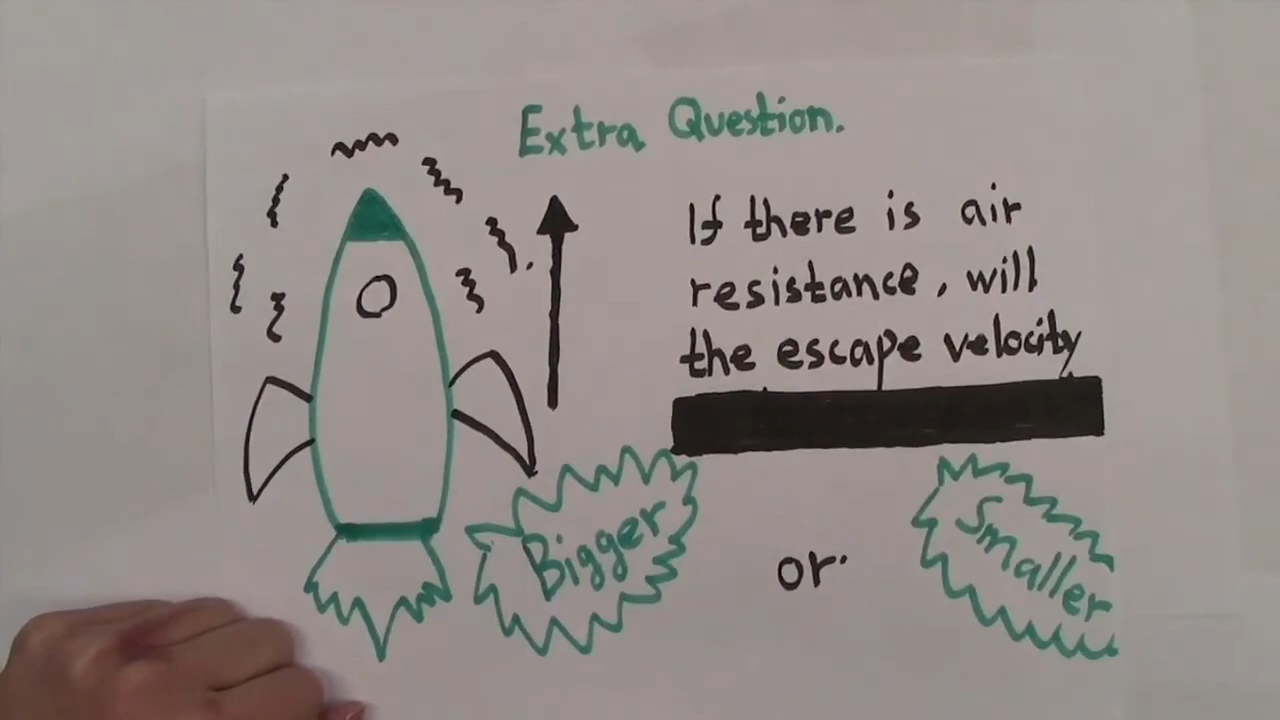 Extra Question.
If there is air
resistance, will
the escape velocity
Bigger
or
Smaller